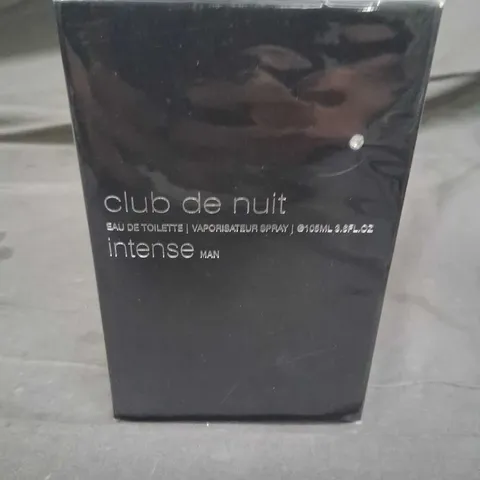 club de nuit
EAU DE TOILETTE | VAPORISATEUR SPRAY | ℮105ML 3.6FL.OZ
intense MAN